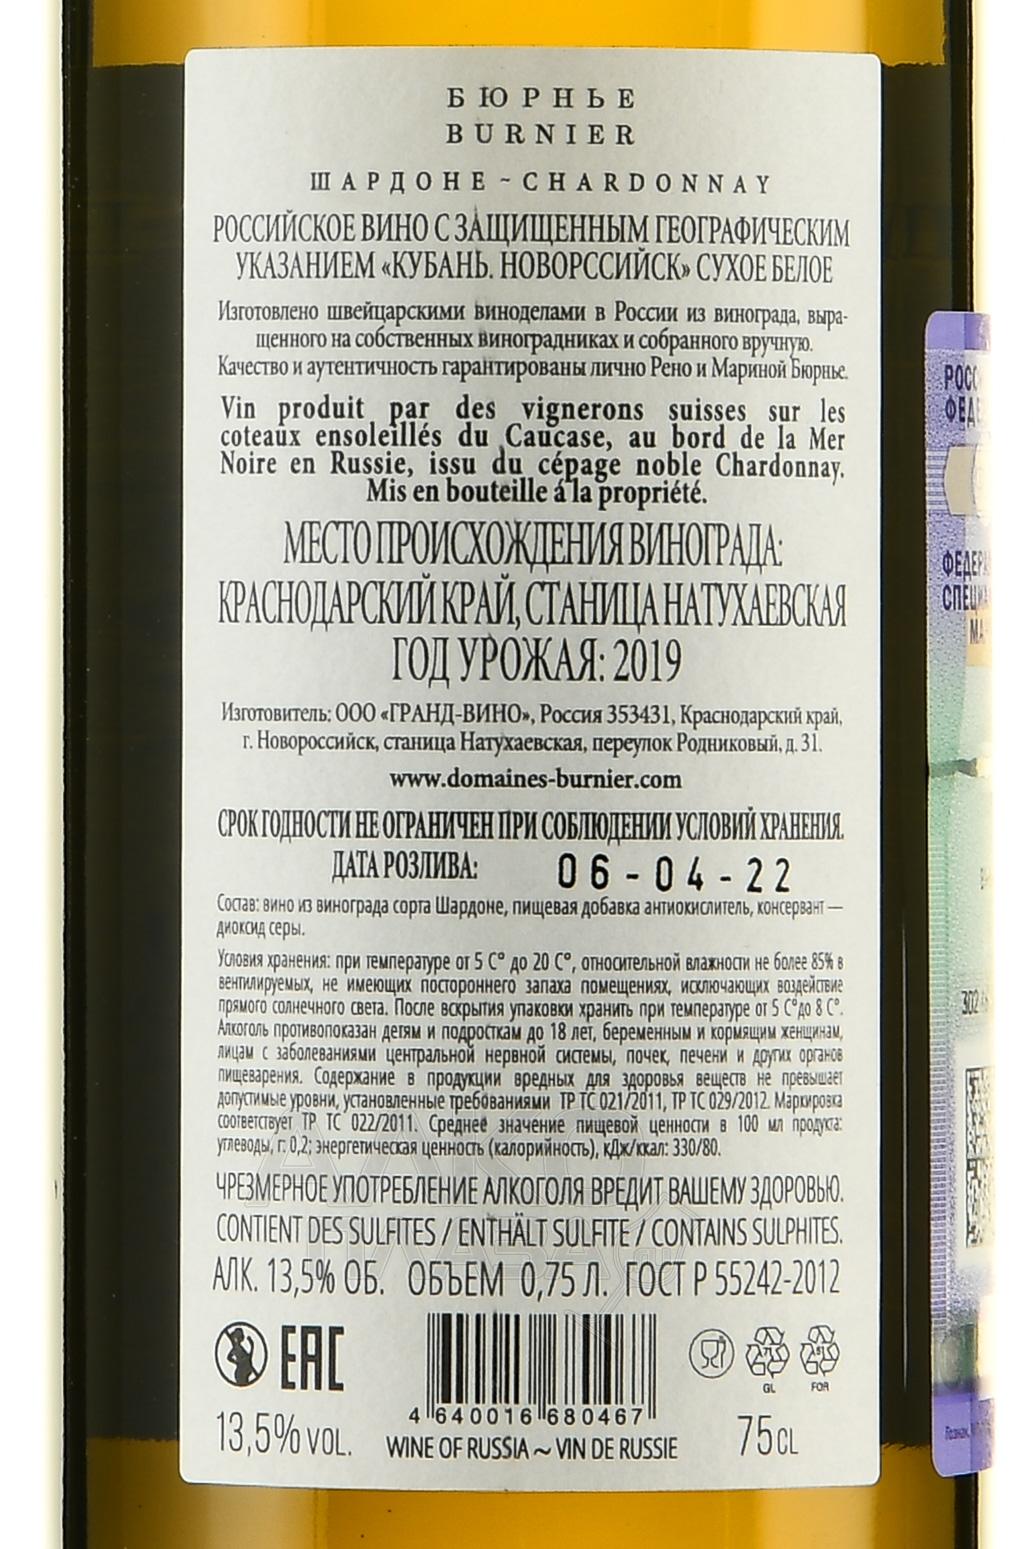 БЮРНЬЕ
BURNIER
ШАРДОНЕ ~ CHARDONNAY
РОССИЙСКОЕ ВИНО С ЗАЩИЩЕННЫМ ГЕОГРАФИЧЕСКИМ
УКАЗАНИЕМ «КУБАНЬ. НОВОРССИЙСК» СУХОЕ БЕЛОЕ
Изготовлено швейцарскими виноделами в России из винограда, выра-
щенного на собственных виноградниках и собранного вручную.
Качество и аутентичность гарантированы лично Рено и Мариной Бюрнье.
Vin produit par des vignerons suisses sur les
coteaux ensoleillés du Caucase, au bord de la Mer
Noire en Russie, issu du cépage noble Chardonnay.
Mis en bouteille á la propriété.
МЕСТО ПРОИСХОЖДЕНИЯ ВИНОГРАДА:
КРАСНОДАРСКИЙ КРАЙ, СТАНИЦА НАТУХАЕВСКАЯ
ГОД УРОЖАЯ: 2019
Изготовитель: ООО «ГРАНД-ВИНО», Россия 353431, Краснодарский край,
г. Новороссийск, станица Натухаевская, переулок Родниковый, д. 31.
www.domaines-burnier.com
СРОК ГОДНОСТИ НЕ ОГРАНИЧЕН ПРИ СОБЛЮДЕНИИ УСЛОВИЙ ХРАНЕНИЯ.
ДАТА РОЗЛИВА: 06-04-22
Состав: вино из винограда сорта Шардоне, пищевая добавка антиокислитель, консервант —
диоксид серы.
Условия хранения: при температуре от 5 С° до 20 С°, относительной влажности не более 85% в
вентилируемых, не имеющих постороннего запаха помещениях, исключающих воздействие
прямого солнечного света. После вскрытия упаковки хранить при температуре от 5 С°до 8 С°.
Алкоголь противопоказан детям и подросткам до 18 лет, беременным и кормящим женщинам,
лицам с заболеваниями центральной нервной системы, почек, печени и других органов
пищеварения. Содержание в продукции вредных для здоровья веществ не превышает
допустимые уровни, установленные требованиями ТР ТС 021/2011, ТР ТС 029/2012. Маркировка
соответствует ТР ТС 022/2011. Среднее значение пищевой ценности в 100 мл продукта:
углеводы, г: 0,2; энергетическая ценность (калорийность), кДж/ккал: 330/80.
ЧРЕЗМЕРНОЕ УПОТРЕБЛЕНИЕ АЛКОГОЛЯ ВРЕДИТ ВАШЕМУ ЗДОРОВЬЮ.
CONTIENT DES SULFITES / ENTHÄLT SULFITE / CONTAINS SULPHITES.
АЛК. 13,5% ОБ. ОБЪЕМ 0,75 Л. ГОСТ Р 55242-2012
EAC
GL
FOR
4 640016 680467
13,5% VOL.
WINE OF RUSSIA ~ VIN DE RUSSIE
75CL
302